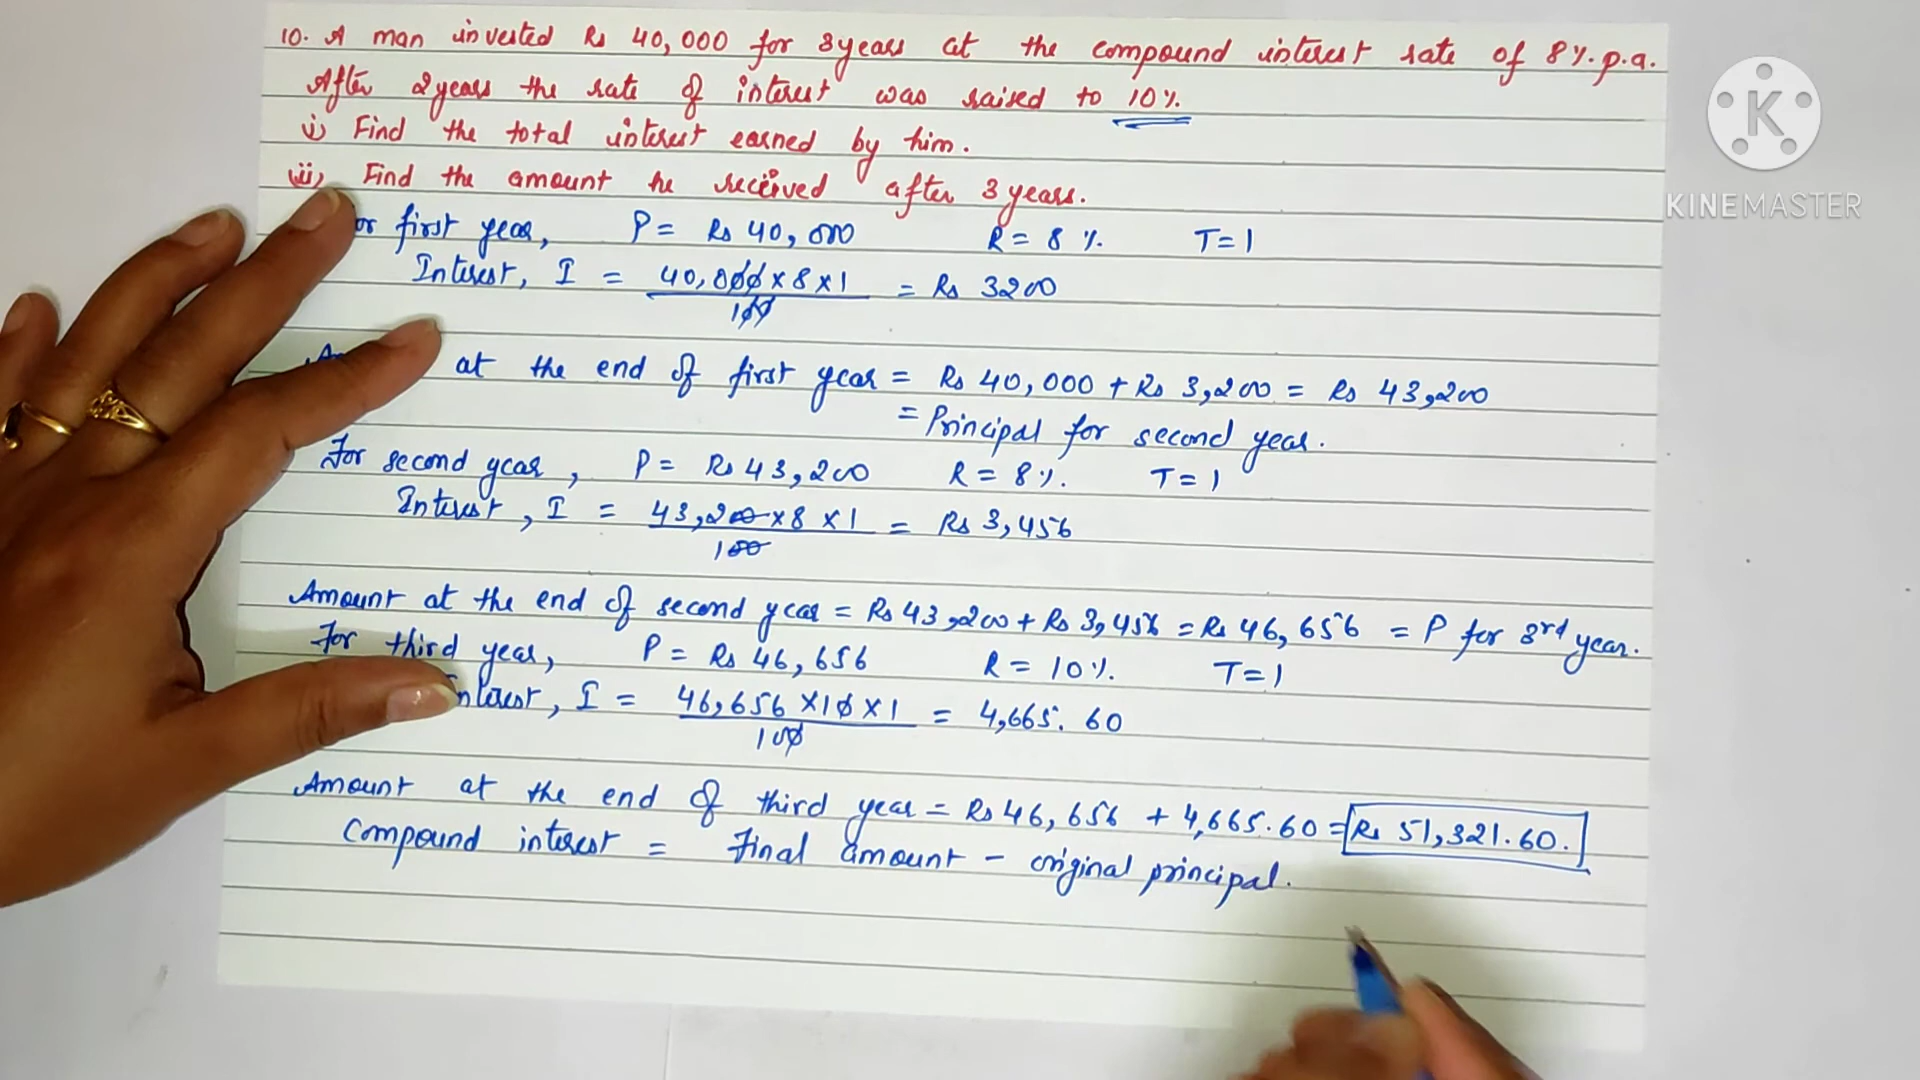 10. A man invested Rs 40,000 for 3years at the compound interest rate of 8%.p.a.
After 2years the rate of interest was raised to 10%.
i) Find the total interest earned by him.
ii) Find the amount he received after 3 years.
or first year, P = Rs 40,000 R = 8 %. T = 1
Interest, I = 40,000 × 8 × 1 / 100 = Rs 3200
at the end of first year = Rs 40,000 + Rs 3,200 = Rs 43,200
= Principal for second year.
For second year, P = Rs 43,200 R = 8%. T = 1
Interest, I = 43,200 × 8 × 1 / 100 = Rs 3,456
Amount at the end of second year = Rs 43,200 + Rs 3,456 = Rs 46,656 = P for 3rd year.
For third year, P = Rs 46,656 R = 10%. T = 1
nterest, I = 46,656 × 10 × 1 / 100 = 4,665.60
Amount at the end of third year = Rs 46,656 + 4,665.60 = Rs 51,321.60.
Compound interest = Final amount - original principal.
K
KINEMASTER